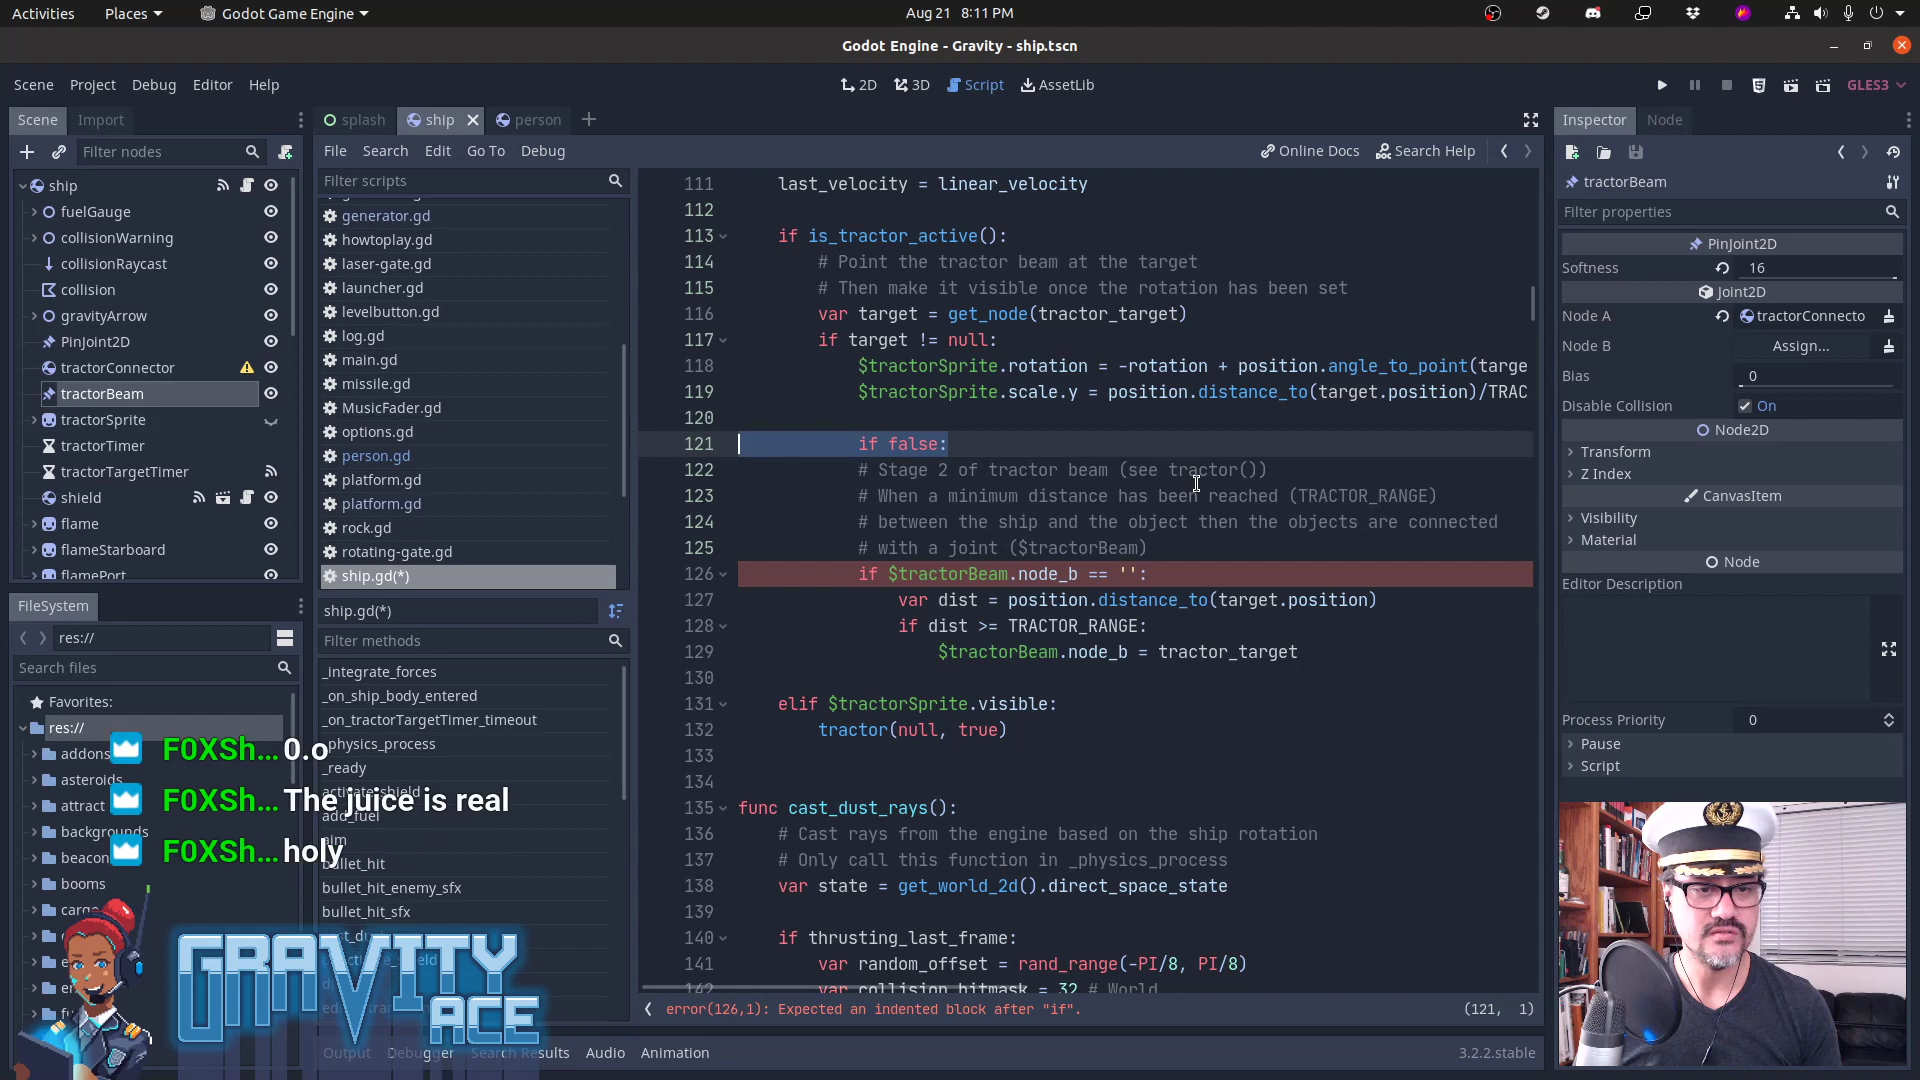 Activities Places Godot Game Engine Aug 21 8:11 PM
Godot Engine - Gravity - ship.tscn
Scene Project Debug Editor Help 2D 3D Script AssetLib GLES3
Scene Import splash ship person Inspector Node
Filter nodes File Search Edit Go To Debug Online Docs Search Help
Filter scripts
ship
fuelGauge
collisionWarning
collisionRaycast
collision
gravityArrow
PinJoint2D
tractorConnector
tractorBeam
tractorSprite
tractorTimer
tractorTargetTimer
shield
flame
flameStarboard
flamePort
generator.gd
howtoplay.gd
laser-gate.gd
launcher.gd
levelbutton.gd
log.gd
main.gd
missile.gd
MusicFader.gd
options.gd
person.gd
platform.gd
platform.gd
rock.gd
rotating-gate.gd
ship.gd(*)
ship.gd(*)
Filter methods
_integrate_forces
_on_ship_body_entered
_on_tractorTargetTimer_timeout
_physics_process
_ready
activate_shield
add_fuel
aim
bullet_hit
bullet_hit_enemy_sfx
bullet_hit_sfx
111 last_velocity = linear_velocity
112
113 if is_tractor_active():
114 # Point the tractor beam at the target
115 # Then make it visible once the rotation has been set
116 var target = get_node(tractor_target)
117 if target != null:
118 $tractorSprite.rotation = -rotation + position.angle_to_point(targe
119 $tractorSprite.scale.y = position.distance_to(target.position)/TRAC
120
121 if false:
122 # Stage 2 of tractor beam (see tractor())
123 # When a minimum distance has been reached (TRACTOR_RANGE)
124 # between the ship and the object then the objects are connected
125 # with a joint ($tractorBeam)
126 if $tractorBeam.node_b == '':
127 var dist = position.distance_to(target.position)
128 if dist >= TRACTOR_RANGE:
129 $tractorBeam.node_b = tractor_target
130
131 elif $tractorSprite.visible:
132 tractor(null, true)
133
134
135 func cast_dust_rays():
136 # Cast rays from the engine based on the ship rotation
137 # Only call this function in _physics_process
138 var state = get_world_2d().direct_space_state
139
140 if thrusting_last_frame:
141 var random_offset = rand_range(-PI/8, PI/8)
142 var collision_bitmask = 32 # World
error(126,1): Expected an indented block after "if". (121, 1)
Output Debugger Search Results Audio Animation 3.2.2.stable
tractorBeam
Filter properties
PinJoint2D
Softness 16
Joint2D
Node A tractorConnecto
Node B Assign...
Bias 0
Disable Collision On
Node2D
Transform
Z Index
CanvasItem
Visibility
Material
Node
Editor Description
Process Priority 0
Pause
Script
FileSystem
res://
Search files
Favorites:
res://
addons
asteroids
attract
backgrounds
beacon
booms
F0XSh... 0.o
F0XSh... The juice is real
F0XSh... holy
GRAVITY
ACE